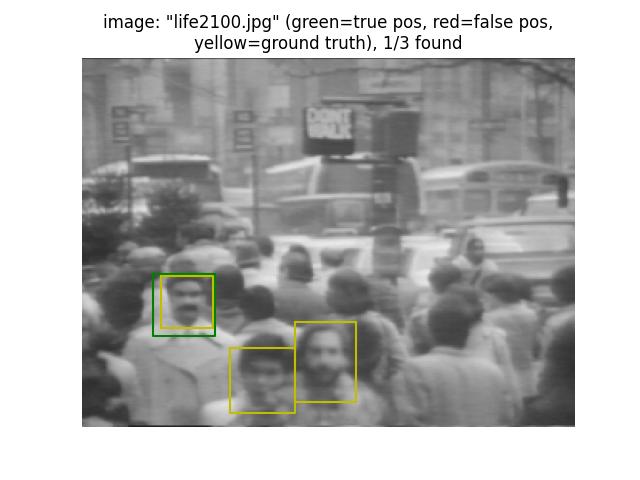 image: "life2100.jpg" (green=true pos, red=false pos,
yellow=ground truth), 1/3 found
DONT
WALK